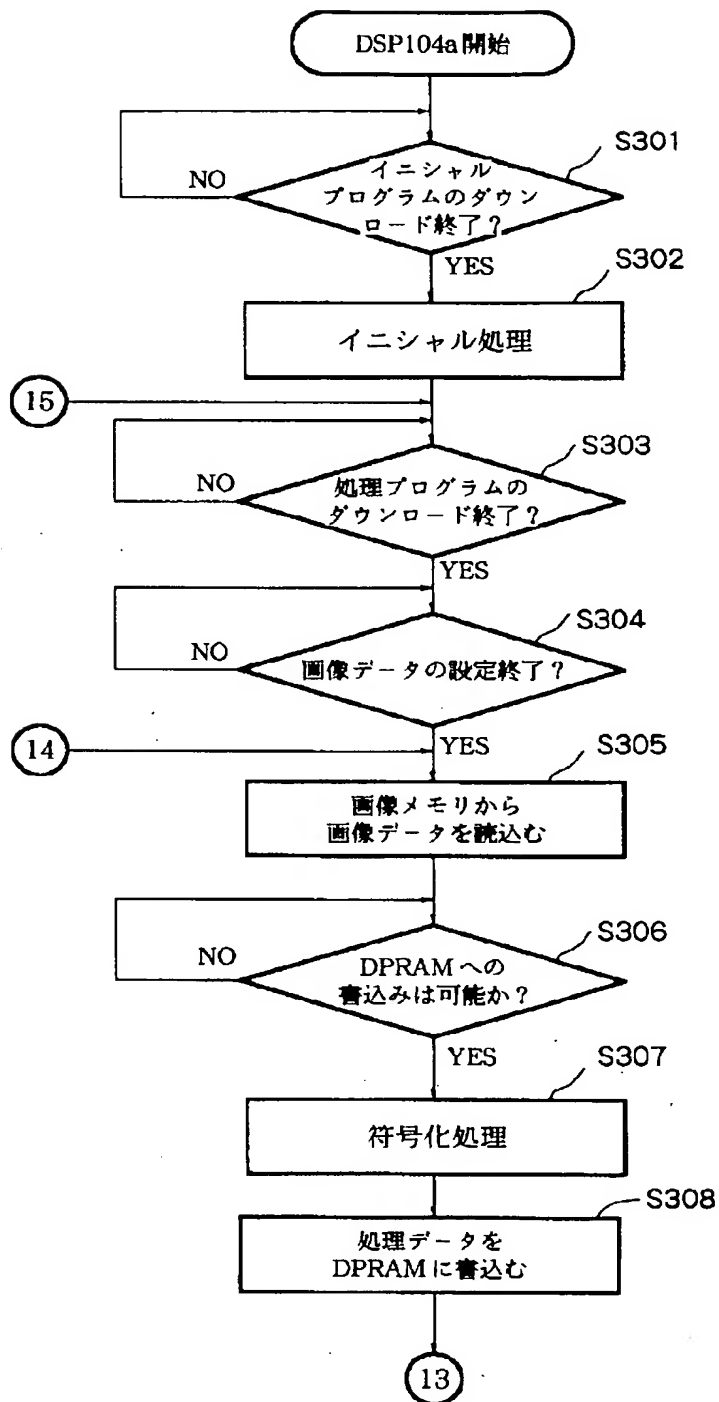 DSP104a開始
S301
イニシャル
プログラムのダウン
ロード終了?
NO
YES
S302
イニシャル処理
15
S303
処理プログラムの
ダウンロード終了?
NO
YES
S304
画像データの設定終了?
NO
YES
14
S305
画像メモリから
画像データを読込む
S306
DPRAMへの
書込みは可能か?
NO
YES
S307
符号化処理
S308
処理データを
DPRAMに書込む
13